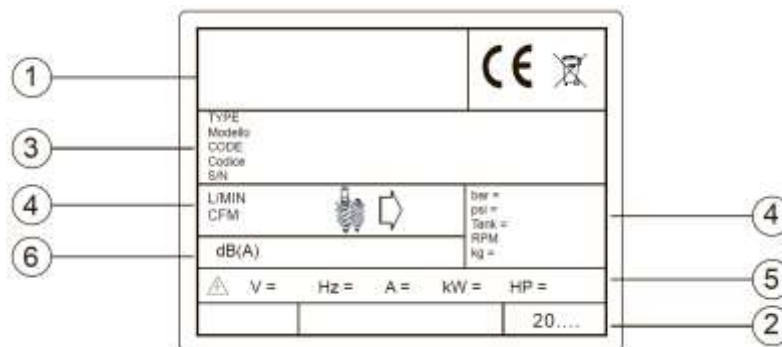 1
CE
TYPE
Modello
3
CODE
Codice
S/N
4
L/MIN
CFM
bar =
psi =
Tank =
RPM
kg =
4
6
dB(A)
V = Hz = A = kW = HP =
5
20....
2